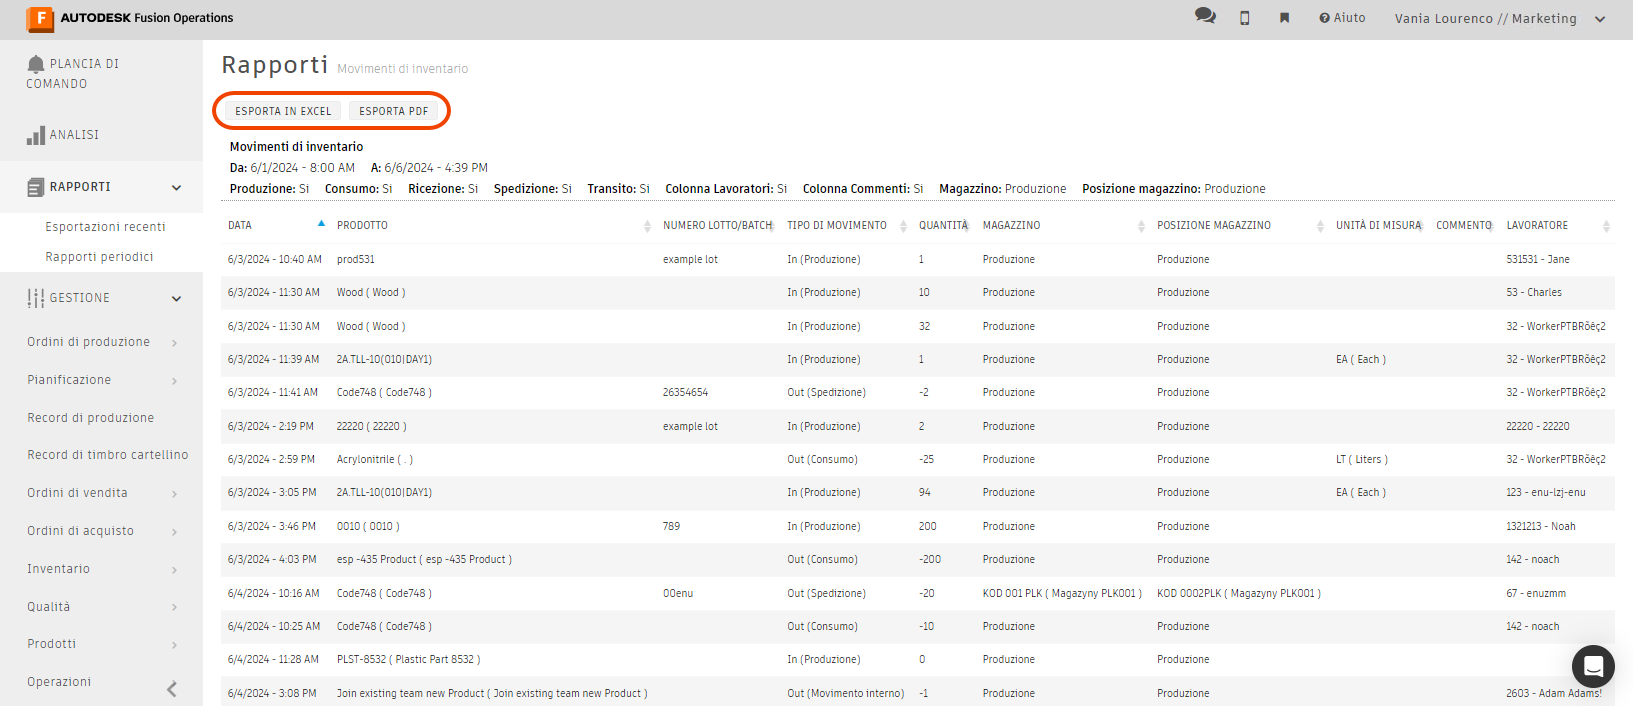 AUTODESK Fusion Operations
Aiuto
Vania Lourenco // Marketing
PLANCIA DI
COMANDO
ANALISI
RAPPORTI
Esportazioni recenti
Rapporti periodici
GESTIONE
Ordini di produzione
Pianificazione
Record di produzione
Record di timbro cartellino
Ordini di vendita
Ordini di acquisto
Inventario
Qualità
Prodotti
Operazioni
Rapporti Movimenti di inventario
ESPORTA IN EXCEL ESPORTA PDF
Movimenti di inventario
Da: 6/1/2024 - 8:00 AM A: 6/6/2024 - 4:39 PM
Produzione: Sì Consumo: Sì Ricezione: Sì Spedizione: Sì Transito: Sì Colonna Lavoratori: Sì Colonna Commenti: Sì Magazzino: Produzione Posizione magazzino: Produzione
DATA PRODOTTO NUMERO LOTTO/BATCH TIPO DI MOVIMENTO QUANTITÀ MAGAZZINO POSIZIONE MAGAZZINO UNITÀ DI MISURA COMMENTO LAVORATORE
6/3/2024 - 10:40 AM prod531 example lot In (Produzione) 1 Produzione Produzione 531531 - Jane
6/3/2024 - 11:30 AM Wood ( Wood ) In (Produzione) 10 Produzione Produzione 53 - Charles
6/3/2024 - 11:30 AM Wood ( Wood ) In (Produzione) 32 Produzione Produzione 32 - WorkerPTBRõêç2
6/3/2024 - 11:39 AM 2A.TLL-10(010|DAY1) In (Produzione) 1 Produzione Produzione EA ( Each ) 32 - WorkerPTBRõêç2
6/3/2024 - 11:41 AM Code748 ( Code748 ) 26354654 Out (Spedizione) -2 Produzione Produzione 32 - WorkerPTBRõêç2
6/3/2024 - 2:19 PM 22220 ( 22220 ) example lot In (Produzione) 2 Produzione Produzione 22220 - 22220
6/3/2024 - 2:59 PM Acrylonitrile ( . ) Out (Consumo) -25 Produzione Produzione LT ( Liters ) 32 - WorkerPTBRõêç2
6/3/2024 - 3:05 PM 2A.TLL-10(010|DAY1) In (Produzione) 94 Produzione Produzione EA ( Each ) 123 - enu-lzj-enu
6/3/2024 - 3:46 PM 0010 ( 0010 ) 789 In (Produzione) 200 Produzione Produzione 1321213 - Noah
6/3/2024 - 4:03 PM esp -435 Product ( esp -435 Product ) Out (Consumo) -200 Produzione Produzione 142 - noach
6/4/2024 - 10:16 AM Code748 ( Code748 ) 00enu Out (Spedizione) -20 KOD 001 PLK ( Magazyny PLK001 ) KOD 0002PLK ( Magazyny PLK001 ) 67 - enuzmm
6/4/2024 - 10:25 AM Code748 ( Code748 ) Out (Consumo) -10 Produzione Produzione 142 - noach
6/4/2024 - 11:28 AM PLST-8532 ( Plastic Part 8532 ) In (Produzione) 0 Produzione Produzione
6/4/2024 - 3:08 PM Join existing team new Product ( Join existing team new Product ) Out (Movimento interno) -1 Produzione Produzione 2603 - Adam Adams!